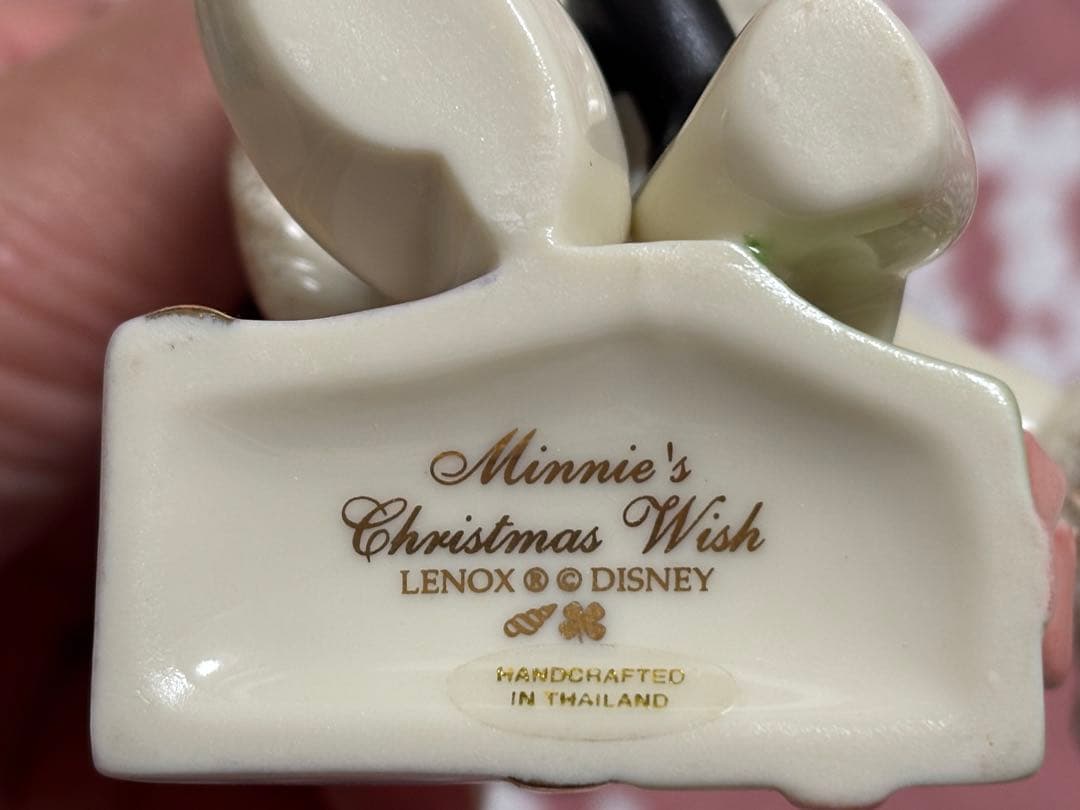 Minnie's
Christmas Wish
LENOX ® © DISNEY
HANDCRAFTED
IN THAILAND